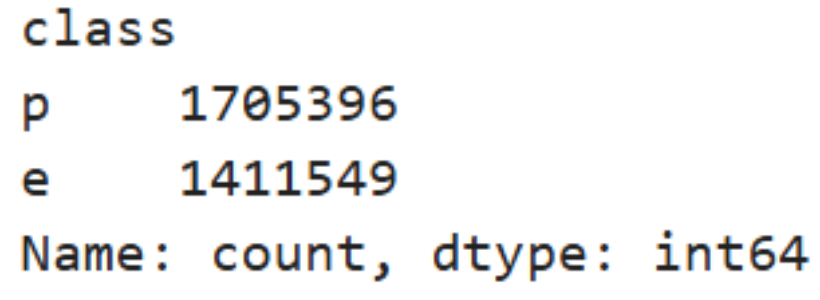 class
p    1705396
e    1411549
Name: count, dtype: int64